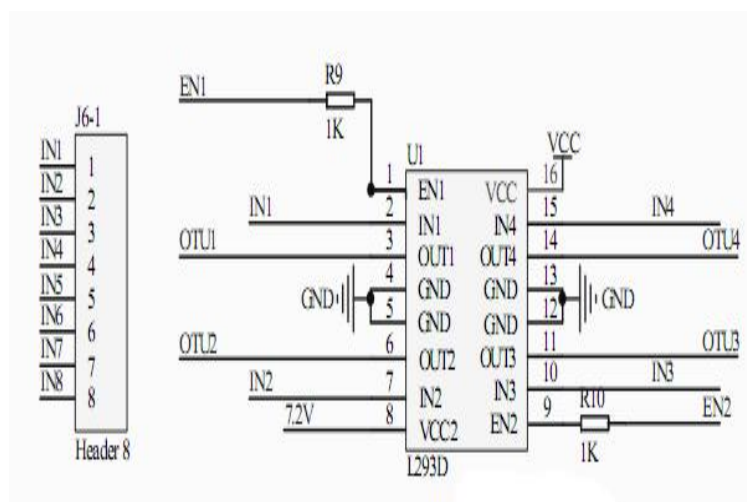 J6-1
IN1 1
IN2 2
IN3 3
IN4 4
IN5 5
IN6 6
IN7 7
IN8 8
Header 8
EN1
R9
1K
U1
VCC
1 EN1 VCC 16
IN1 2 IN1 IN4 15 IN4
OTU1 3 OUT1 OUT4 14 OTU4
GND 4 GND GND 13 GND
5 GND GND 12
OTU2 6 OUT2 OUT3 11 OTU3
IN2 7 IN2 IN3 10 IN3
7.2V 8 VCC2 EN2 9 R10 EN2
L293D
1K